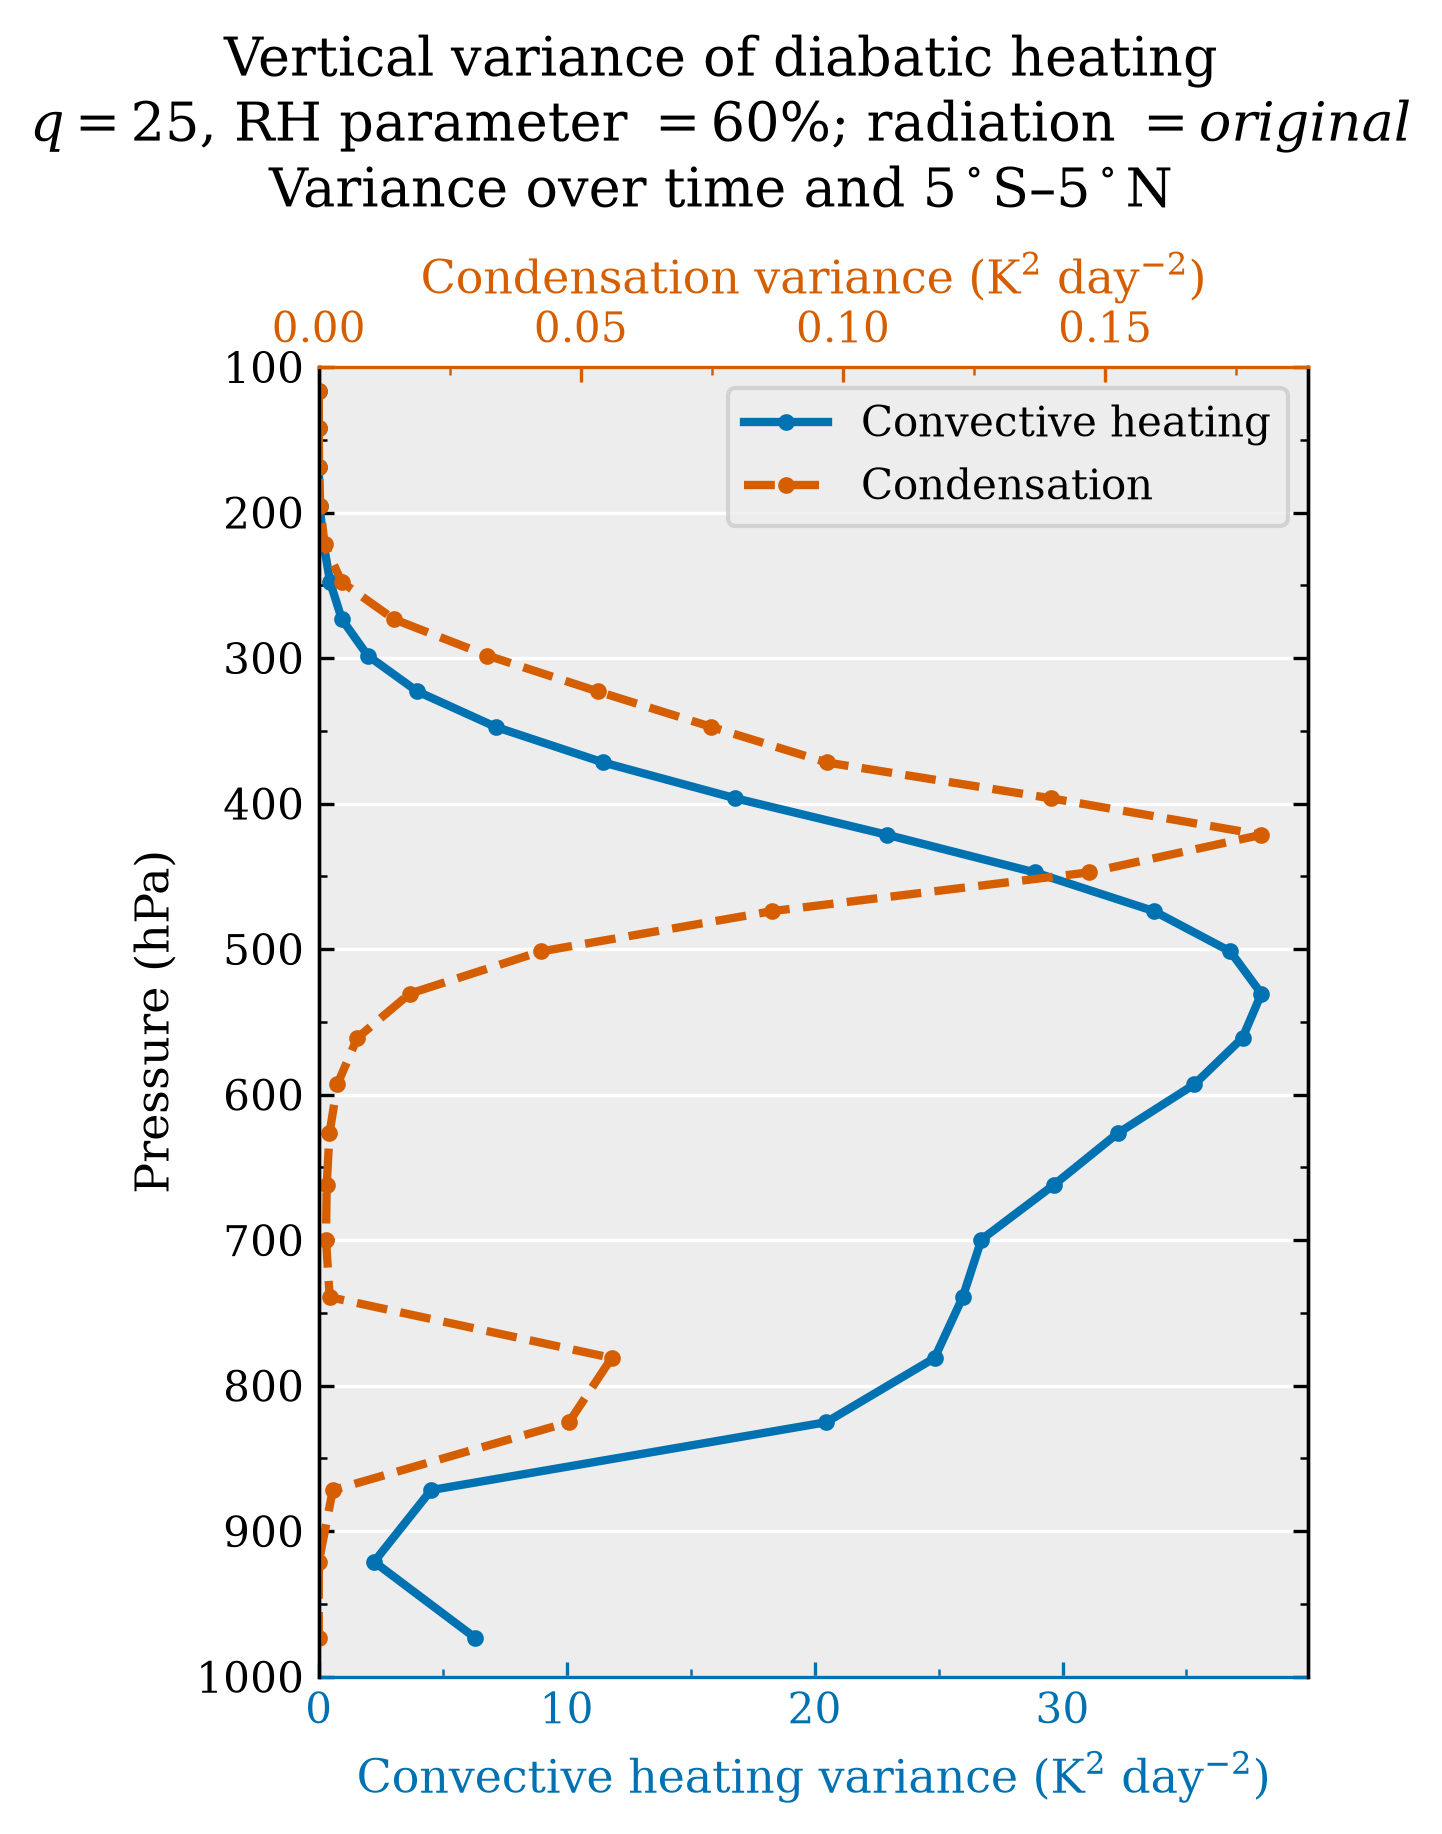 Vertical variance of diabatic heating
q = 25, RH parameter = 60%; radiation = original
Variance over time and 5°S–5°N
Condensation variance (K² day⁻²)
0.00 0.05 0.10 0.15
Convective heating
Condensation
Pressure (hPa)
100
200
300
400
500
600
700
800
900
1000
0 10 20 30
Convective heating variance (K² day⁻²)